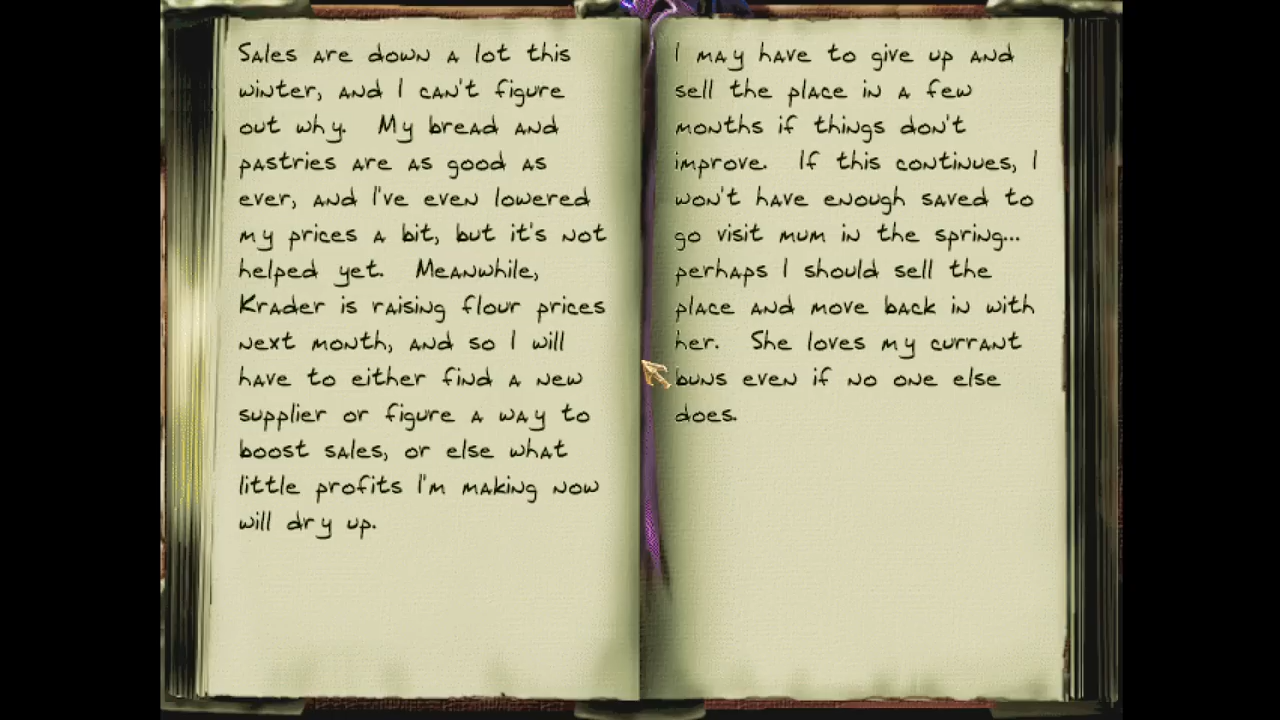 Sales are down a lot this
winter, and I can't figure
out why. My bread and
pastries are as good as
ever, and I've even lowered
my prices a bit, but it's not
helped yet. Meanwhile,
Krader is raising flour prices
next month, and so I will
have to either find a new
supplier or figure a way to
boost sales, or else what
little profits I'm making now
will dry up.
I may have to give up and
sell the place in a few
months if things don't
improve. If this continues, I
won't have enough saved to
go visit mum in the spring...
perhaps I should sell the
place and move back in with
her. She loves my currant
buns even if no one else
does.